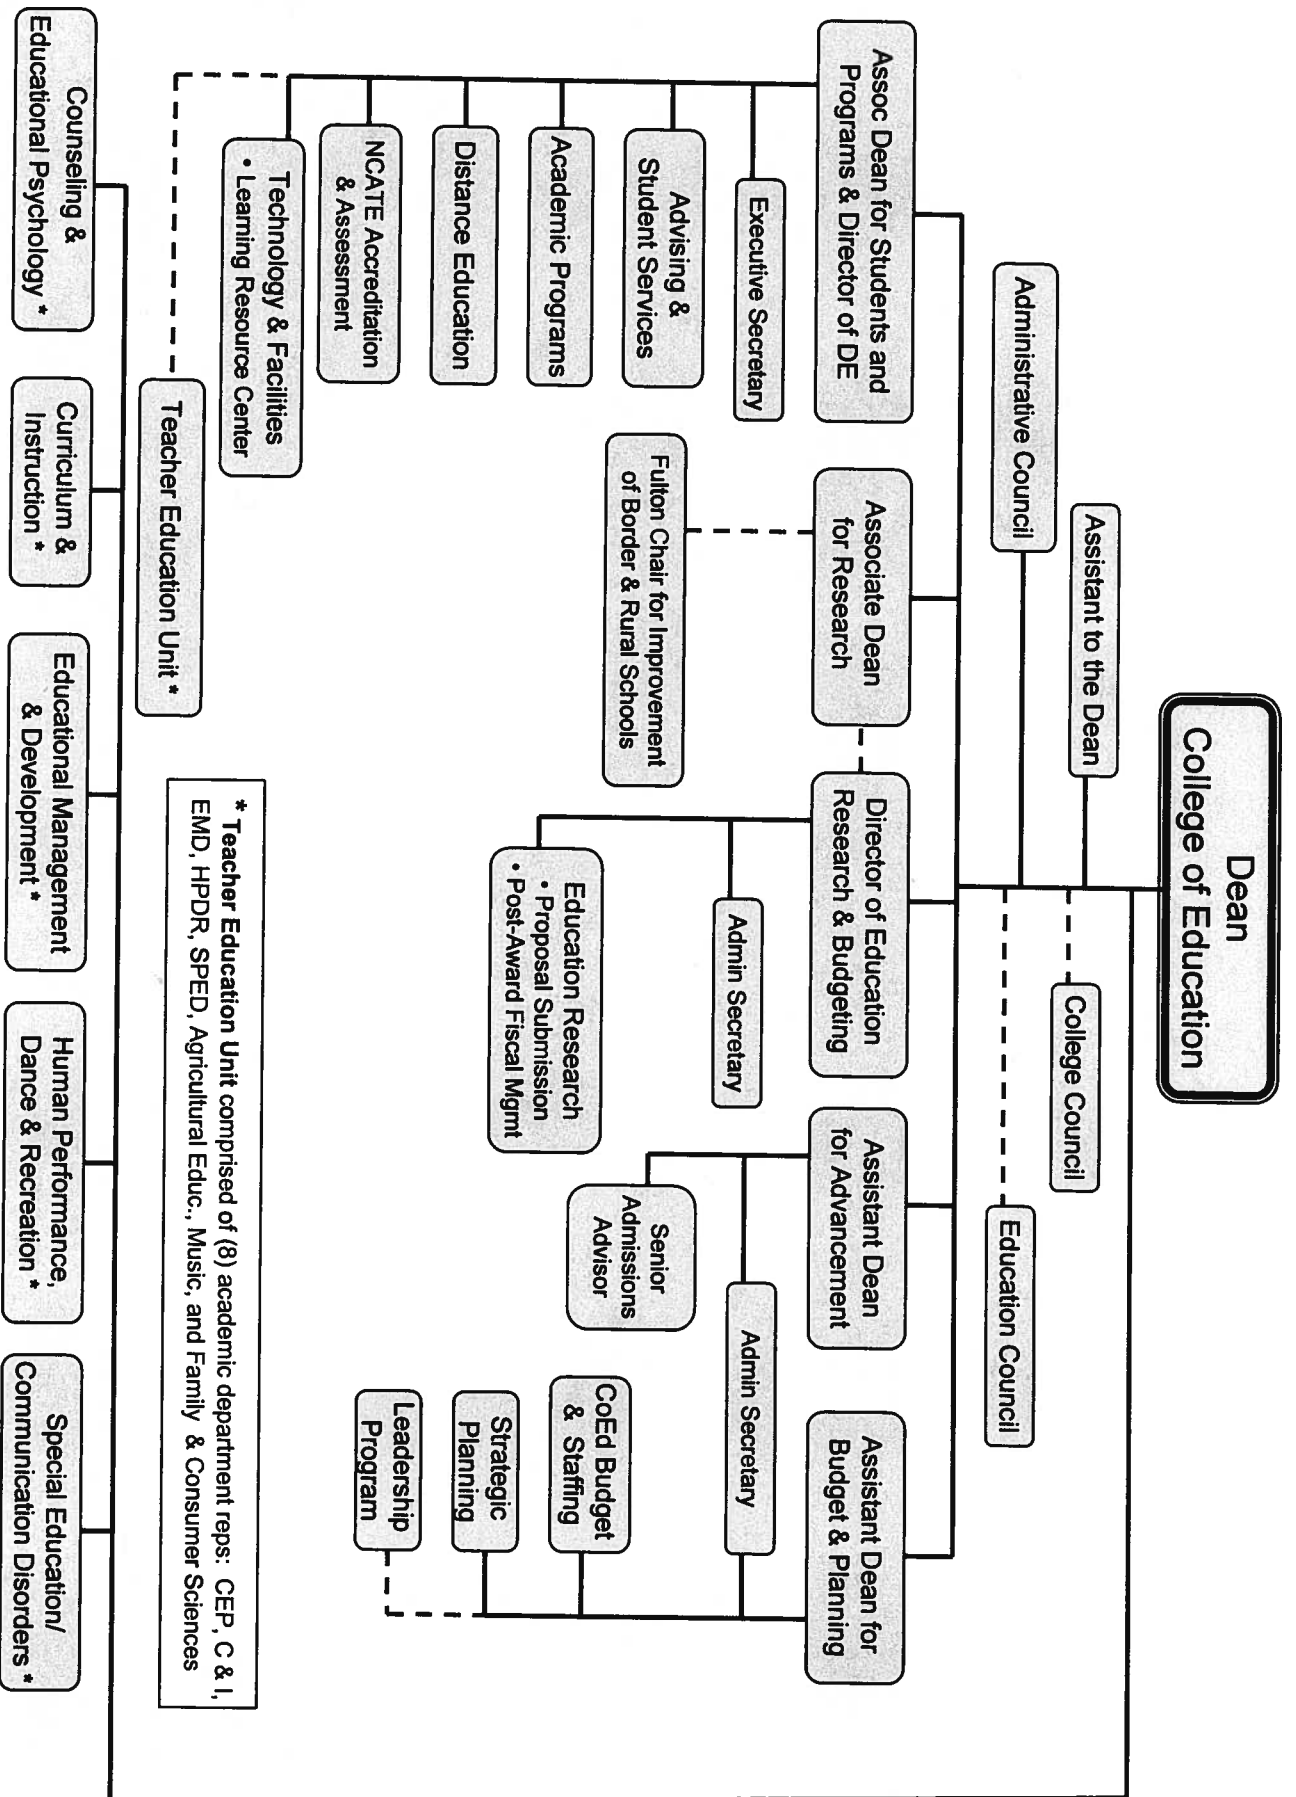 Dean
College of Education
Assistant to the Dean
College Council
Administrative Council
Education Council
Assoc Dean for Students and
Programs & Director of DE
Associate Dean
for Research
Director of Education
Research & Budgeting
Assistant Dean
for Advancement
Assistant Dean for
Budget & Planning
Executive Secretary
Advising &
Student Services
Academic Programs
Distance Education
NCATE Accreditation
& Assessment
Technology & Facilities
• Learning Resource Center
Fulton Chair for Improvement
of Border & Rural Schools
Admin Secretary
Education Research
• Proposal Submission
• Post-Award Fiscal Mgmt
Admin Secretary
Senior
Admissions
Advisor
CoEd Budget
& Staffing
Strategic
Planning
Leadership
Program
Teacher Education Unit *
* Teacher Education Unit comprised of (8) academic department reps: CEP, C & I,
EMD, HPDR, SPED, Agricultural Educ., Music, and Family & Consumer Sciences
Counseling &
Educational Psychology *
Curriculum &
Instruction *
Educational Management
& Development *
Human Performance,
Dance & Recreation *
Special Education/
Communication Disorders *